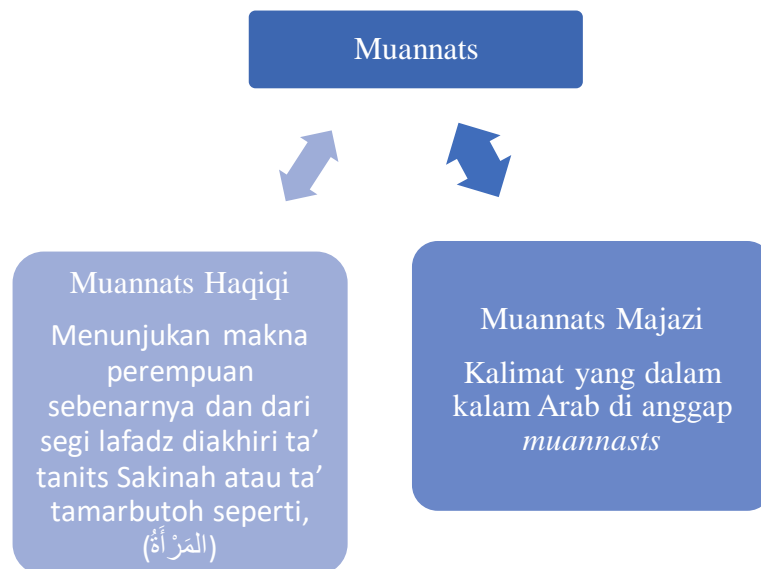 Muannats
Muannats Haqiqi
Menunjukan makna
perempuan
sebenarnya dan dari
segi lafadz diakhiri ta’
tanits Sakinah atau ta’
tamarbutoh seperti,
(المَرْأَةُ)
Muannats Majazi
Kalimat yang dalam
kalam Arab di anggap
muannasts